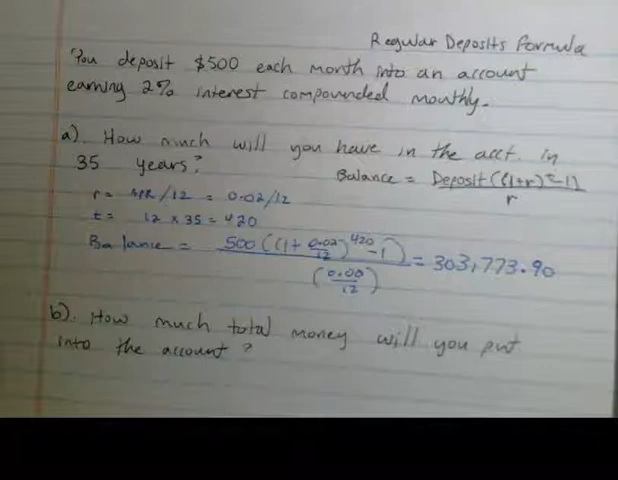 Regular Deposits Formula
You deposit $500 each month into an account
earning 2% interest compounded monthly.
a). How much will you have in the acct. in
35 years?
Balance = Deposit((1+r)^t-1)/r
r = APR/12 = 0.02/12
t = 12 x 35 = 420
Balance = 500((1+0.02/12)^420-1)/(0.00/12) = 303,773.90
b). How much total money will you put
into the account?